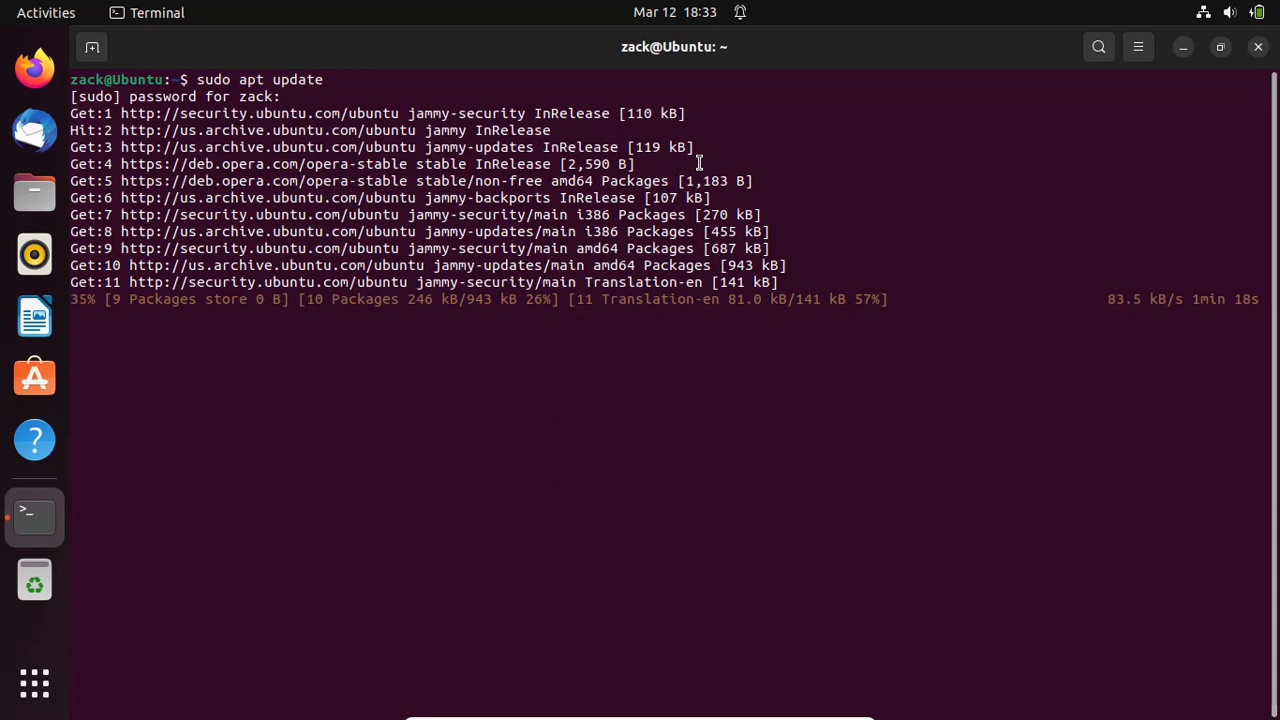 Activities
Terminal
Mar 12 18:33
zack@Ubuntu: ~
zack@Ubuntu:~$ sudo apt update
[sudo] password for zack:
Get:1 http://security.ubuntu.com/ubuntu jammy-security InRelease [110 kB]
Hit:2 http://us.archive.ubuntu.com/ubuntu jammy InRelease
Get:3 http://us.archive.ubuntu.com/ubuntu jammy-updates InRelease [119 kB]
Get:4 https://deb.opera.com/opera-stable stable InRelease [2,590 B]
Get:5 https://deb.opera.com/opera-stable stable/non-free amd64 Packages [1,183 B]
Get:6 http://us.archive.ubuntu.com/ubuntu jammy-backports InRelease [107 kB]
Get:7 http://security.ubuntu.com/ubuntu jammy-security/main i386 Packages [270 kB]
Get:8 http://us.archive.ubuntu.com/ubuntu jammy-updates/main i386 Packages [455 kB]
Get:9 http://security.ubuntu.com/ubuntu jammy-security/main amd64 Packages [687 kB]
Get:10 http://us.archive.ubuntu.com/ubuntu jammy-updates/main amd64 Packages [943 kB]
Get:11 http://security.ubuntu.com/ubuntu jammy-security/main Translation-en [141 kB]
35% [9 Packages store 0 B] [10 Packages 246 kB/943 kB 26%] [11 Translation-en 81.0 kB/141 kB 57%] 83.5 kB/s 1min 18s